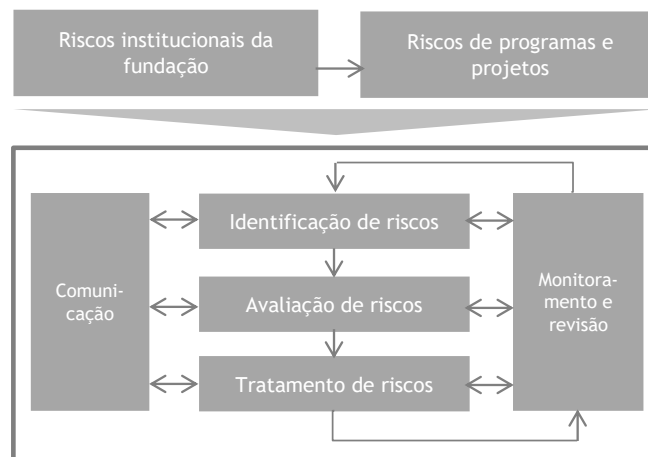 Riscos institucionais da
fundação
Riscos de programas e
projetos
Identificação de riscos
Comuni-
cação
Avaliação de riscos
Monitora-
mento e
revisão
Tratamento de riscos